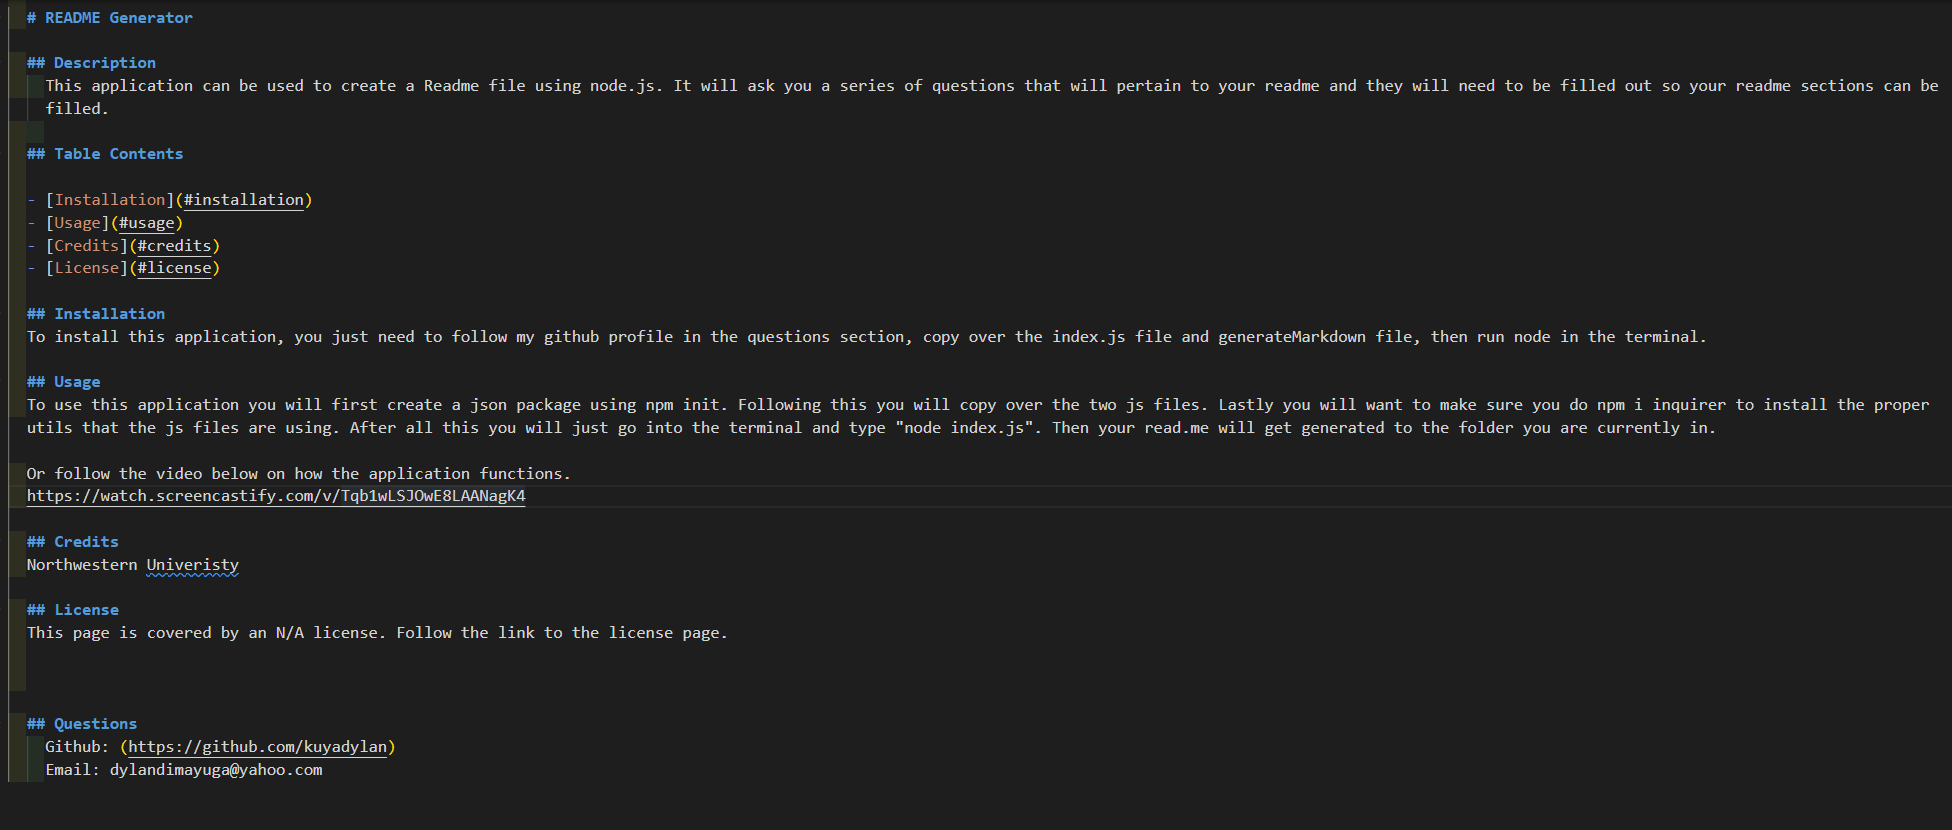 # README Generator
## Description
This application can be used to create a Readme file using node.js. It will ask you a series of questions that will pertain to your readme and they will need to be filled out so your readme sections can be
filled.
## Table Contents
- [Installation](#installation)
- [Usage](#usage)
- [Credits](#credits)
- [License](#license)
## Installation
To install this application, you just need to follow my github profile in the questions section, copy over the index.js file and generateMarkdown file, then run node in the terminal.
## Usage
To use this application you will first create a json package using npm init. Following this you will copy over the two js files. Lastly you will want to make sure you do npm i inquirer to install the proper
utils that the js files are using. After all this you will just go into the terminal and type "node index.js". Then your read.me will get generated to the folder you are currently in.
Or follow the video below on how the application functions.
https://watch.screencastify.com/v/Tqb1wLSJOwE8LAANagK4
## Credits
Northwestern Univeristy
## License
This page is covered by an N/A license. Follow the link to the license page.
## Questions
Github: (https://github.com/kuyadylan)
Email: dylandimayuga@yahoo.com